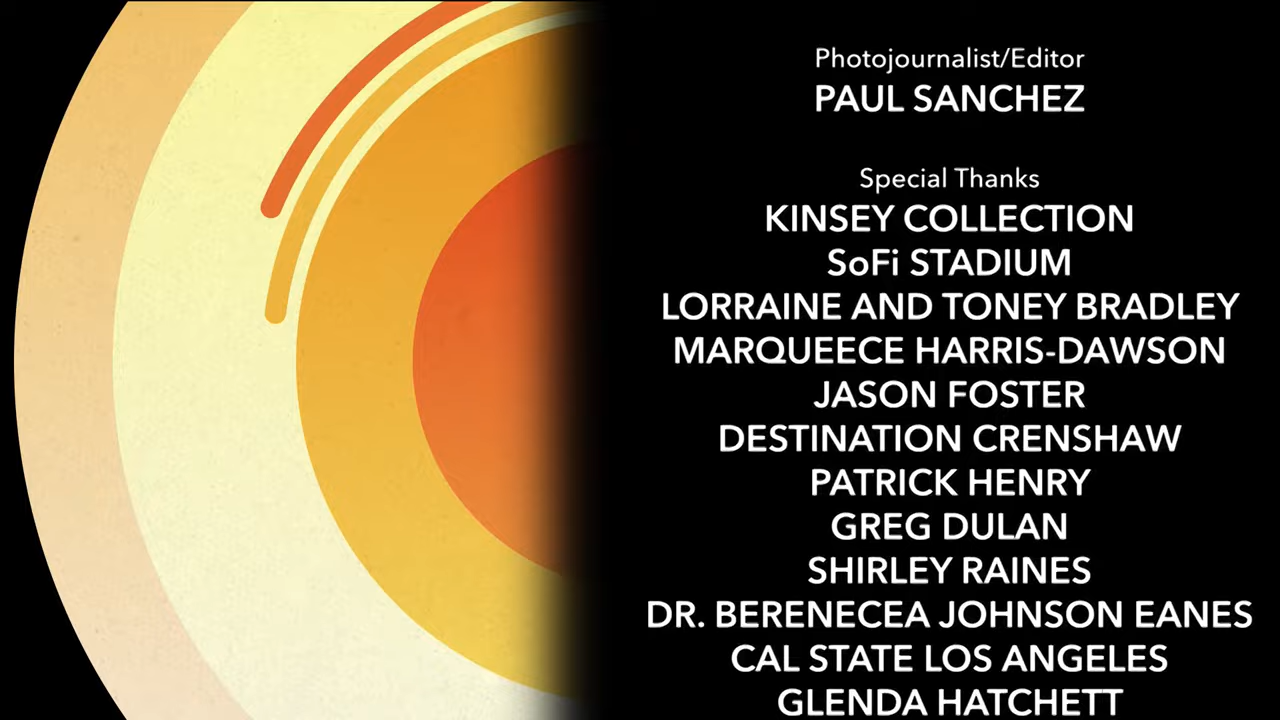 Photojournalist/Editor
PAUL SANCHEZ
Special Thanks
KINSEY COLLECTION
SoFi STADIUM
LORRAINE AND TONEY BRADLEY
MARQUEECE HARRIS-DAWSON
JASON FOSTER
DESTINATION CRENSHAW
PATRICK HENRY
GREG DULAN
SHIRLEY RAINES
DR. BERENECEA JOHNSON EANES
CAL STATE LOS ANGELES
GLENDA HATCHETT